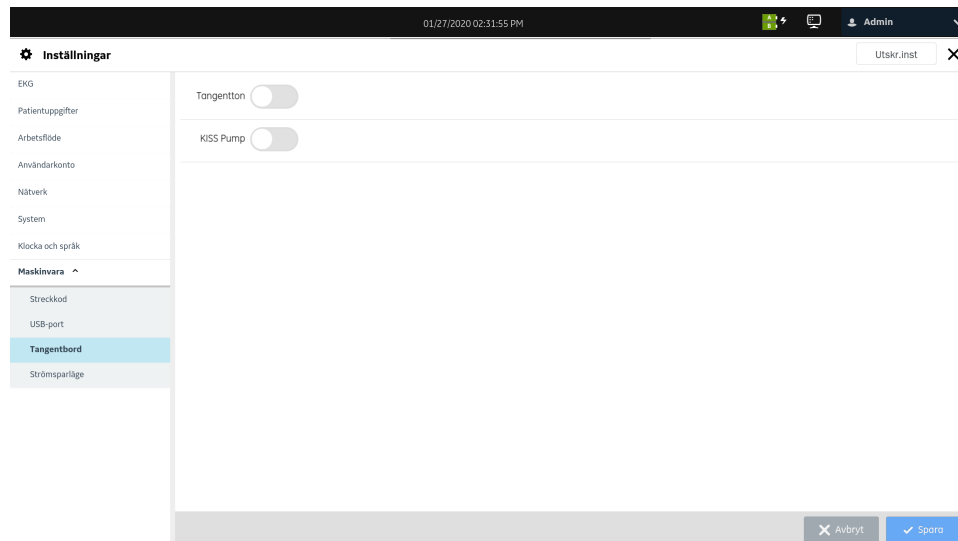 01/27/2020 02:31:55 PM
A
B
Admin
Inställningar
Utskr.inst
EKG
Patientuppgifter
Arbetsflöde
Användarkonto
Nätverk
System
Klocka och språk
Maskinvara
Streckkod
USB-port
Tangentbord
Strömsparläge
Tangentton
KISS Pump
Avbryt
Spara